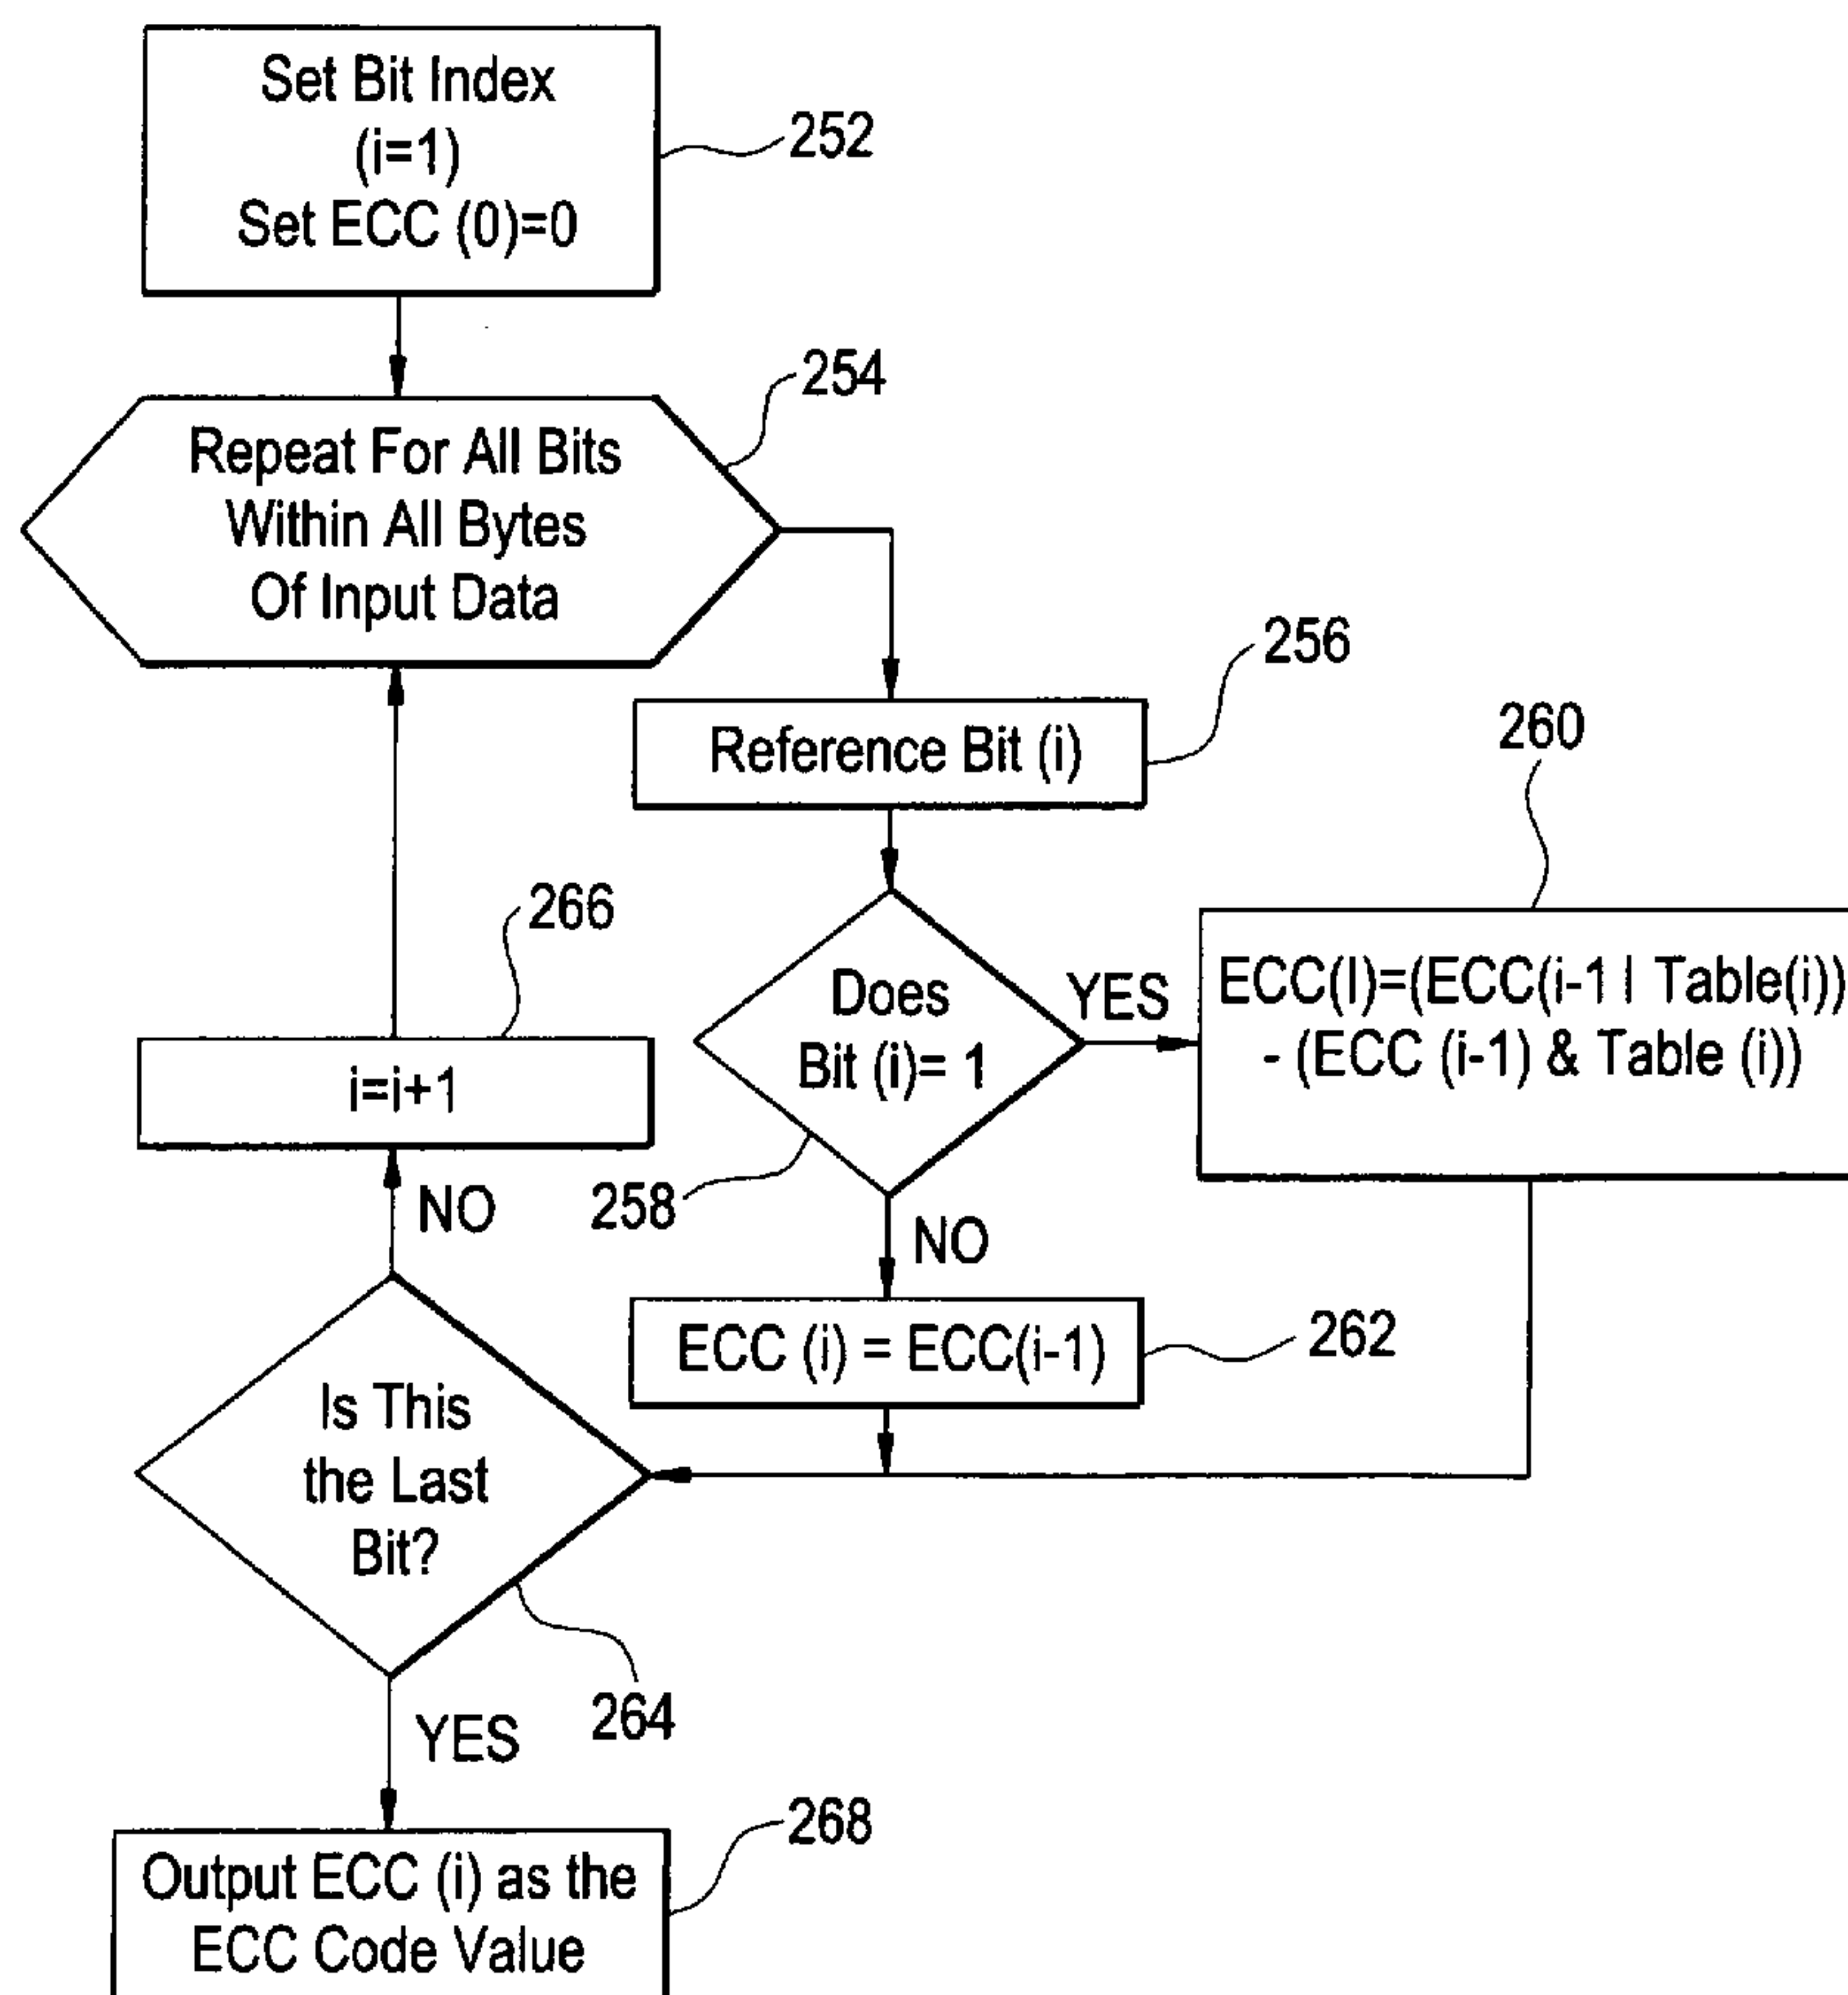 Set Bit Index
(i=1)
Set ECC (0)=0
252
254
Repeat For All Bits
Within All Bytes
Of Input Data
256
Reference Bit (i)
260
266
Does
Bit (i)= 1
YES
ECC(I)=(ECC(i-1 | Table(i))
- (ECC (i-1) & Table (i))
i=i+1
258
NO
NO
ECC (i) = ECC(i-1)
262
Is This
the Last
Bit?
264
YES
268
Output ECC (i) as the
ECC Code Value